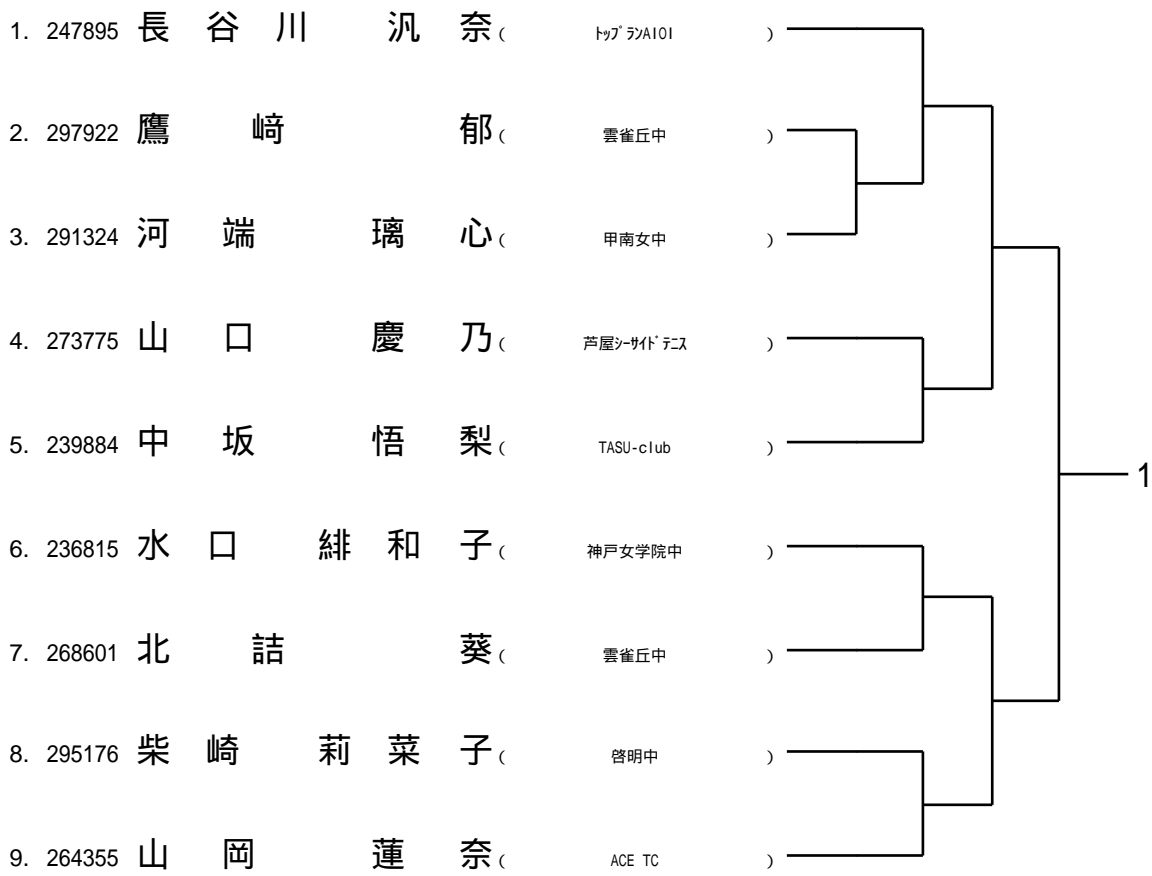 1. 247895 長谷川 汎奈 ( ﾄｯﾌﾟﾗﾝAIOI )
2. 297922 鷹﨑 郁 ( 雲雀丘中 )
3. 291324 河端 璃心 ( 甲南女中 )
4. 273775 山口 慶乃 ( 芦屋ｼｰｻｲﾄﾞﾃﾆｽ )
5. 239884 中坂 悟梨 ( TASU-club )
1
6. 236815 水口 緋和子 ( 神戸女学院中 )
7. 268601 北詰 葵 ( 雲雀丘中 )
8. 295176 柴崎 莉菜子 ( 啓明中 )
9. 264355 山岡 蓮奈 ( ACE TC )